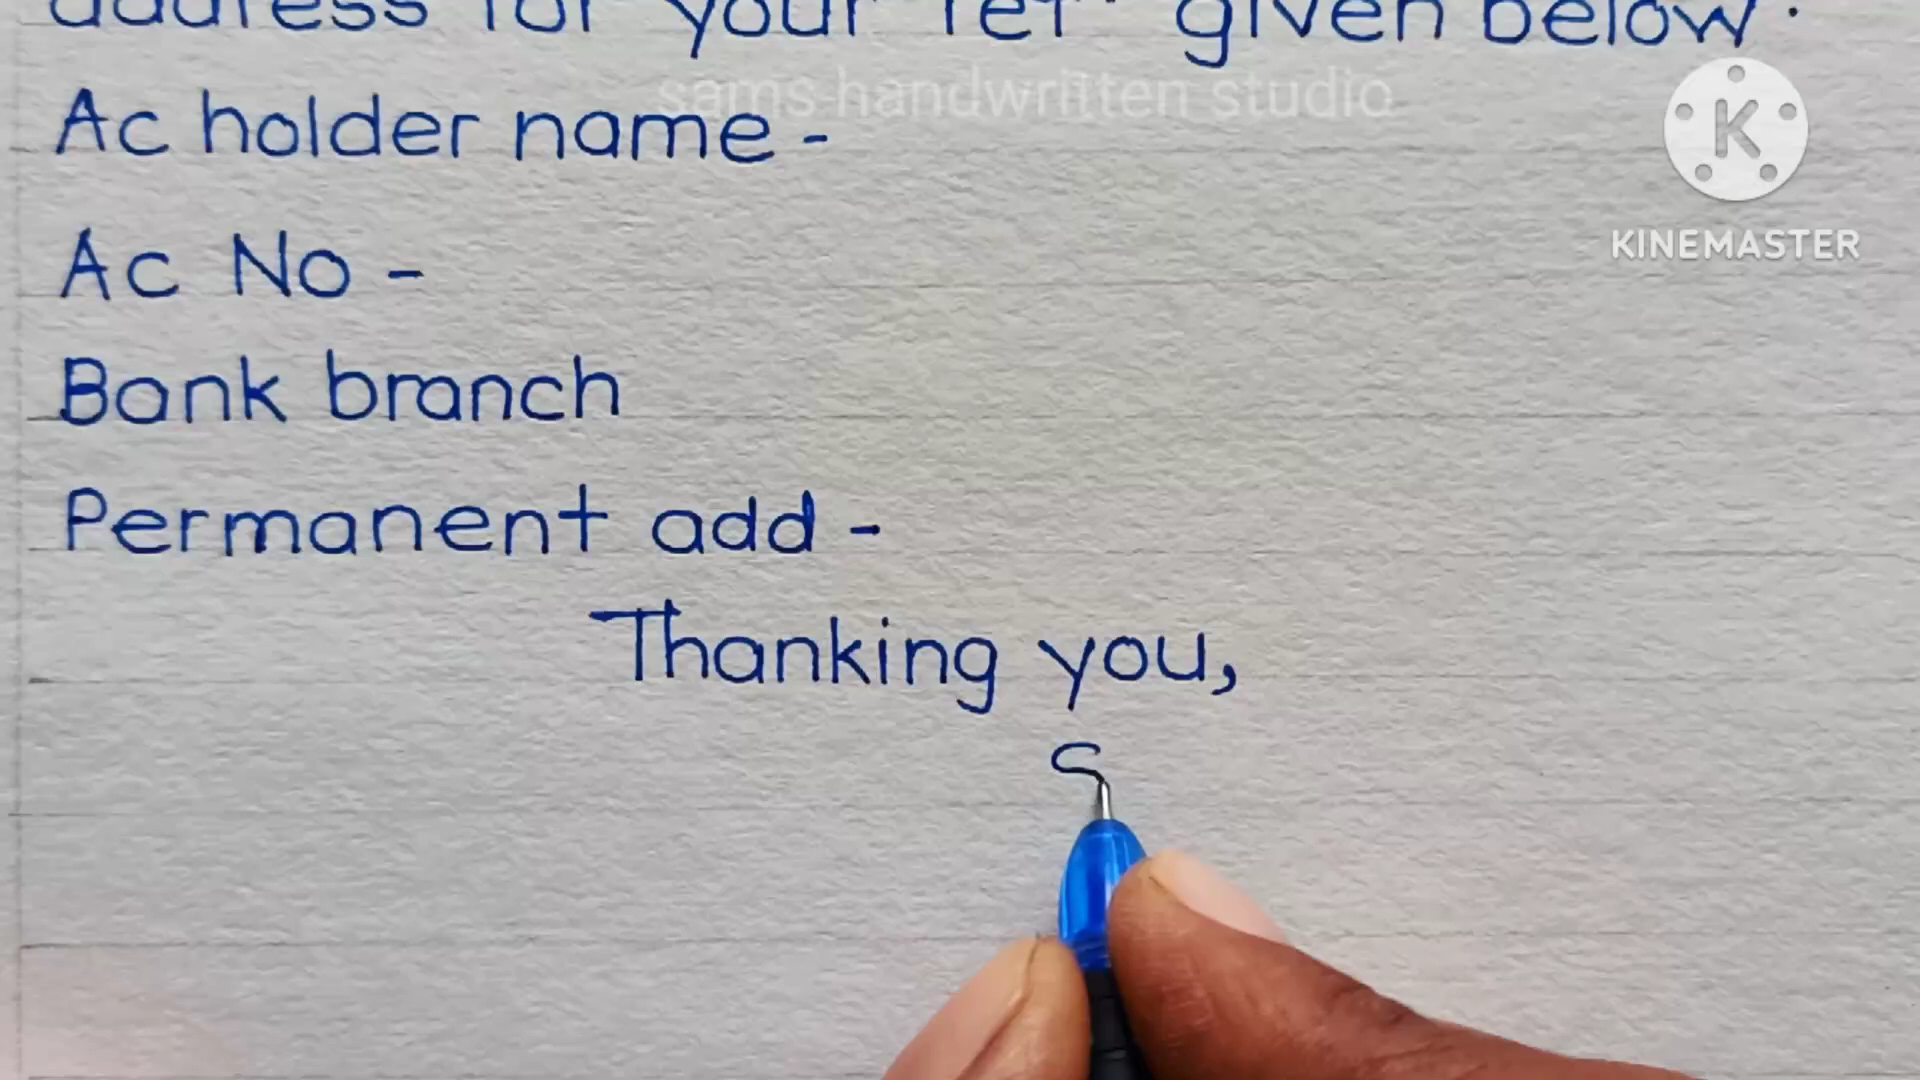 address for your ref. given below.
sams handwritten studio
Ac holder name -
KINEMASTER
Ac No -
Bank branch
Permanent add -
Thanking you,
S